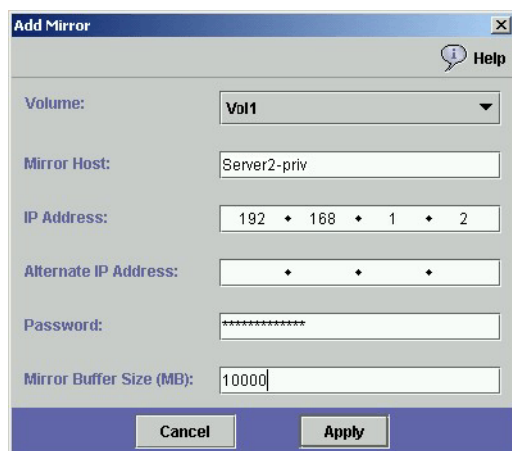 Add Mirror
Help
Volume: Vol1
Mirror Host: Server2-priv
IP Address: 192 . 168 . 1 . 2
Alternate IP Address: . . .
Password: *************
Mirror Buffer Size (MB): 10000
Cancel Apply